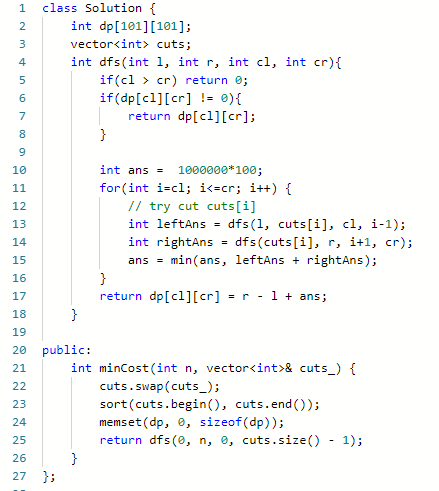 1 class Solution {
2     int dp[101][101];
3     vector<int> cuts;
4     int dfs(int l, int r, int cl, int cr){
5         if(cl > cr) return 0;
6         if(dp[cl][cr] != 0){
7             return dp[cl][cr];
8         }
9
10         int ans =  1000000*100;
11         for(int i=cl; i<=cr; i++) {
12             // try cut cuts[i]
13             int leftAns = dfs(l, cuts[i], cl, i-1);
14             int rightAns = dfs(cuts[i], r, i+1, cr);
15             ans = min(ans, leftAns + rightAns);
16         }
17         return dp[cl][cr] = r - l + ans;
18     }
19
20 public:
21     int minCost(int n, vector<int>& cuts_) {
22         cuts.swap(cuts_);
23         sort(cuts.begin(), cuts.end());
24         memset(dp, 0, sizeof(dp));
25         return dfs(0, n, 0, cuts.size() - 1);
26     }
27 };